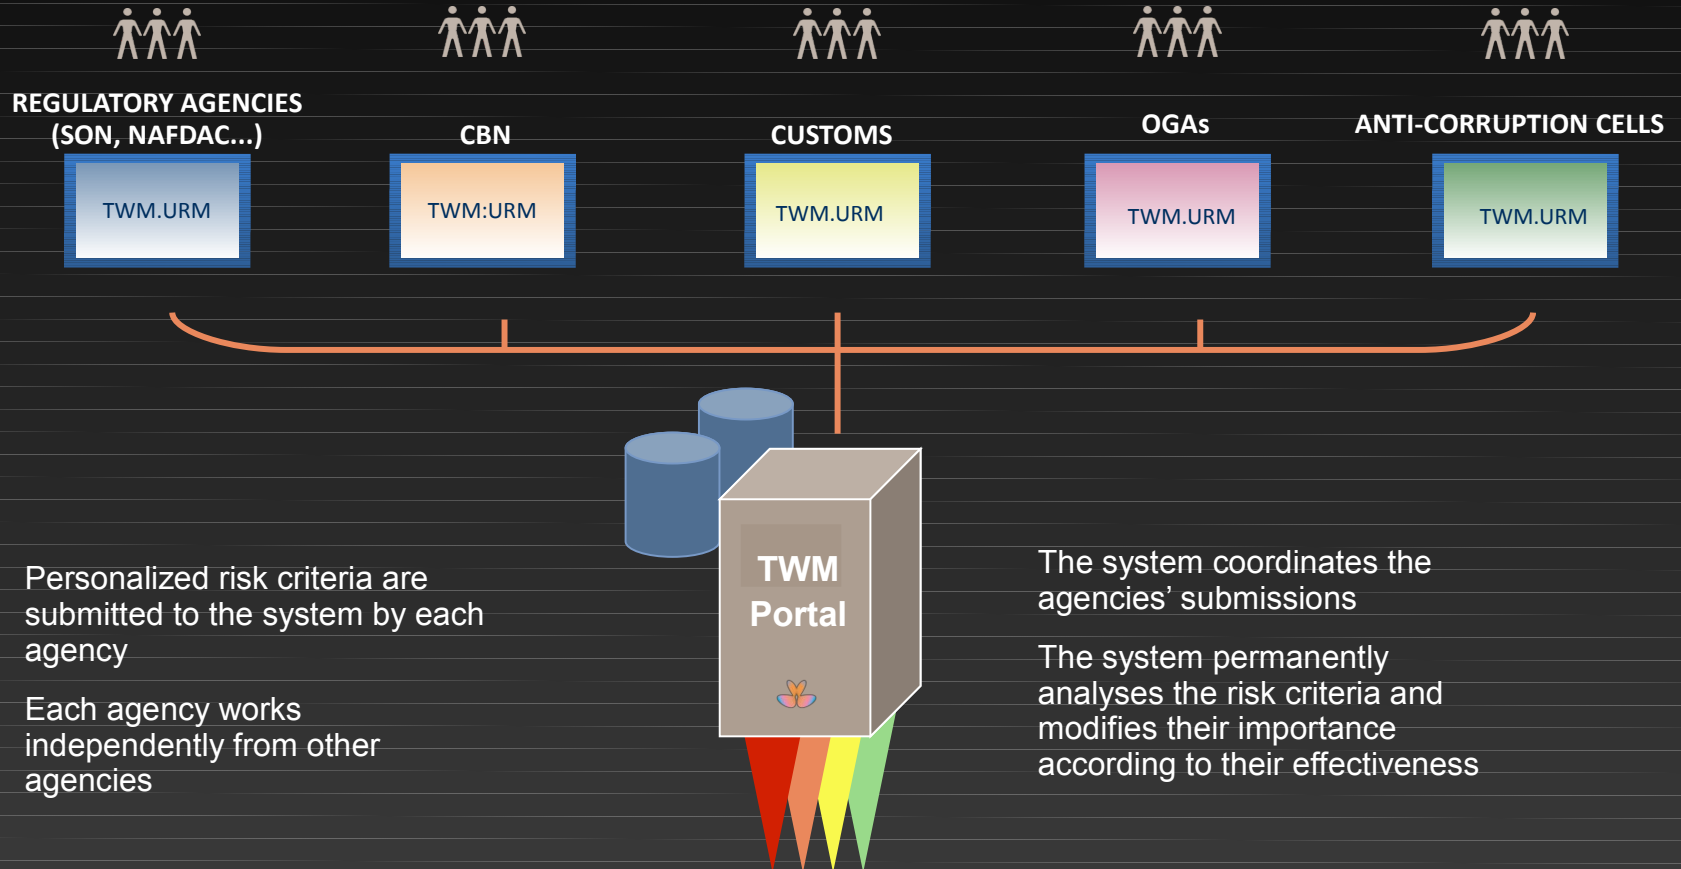 REGULATORY AGENCIES
(SON, NAFDAC...)
CBN
CUSTOMS
OGAs
ANTI-CORRUPTION CELLS
TWM.URM
TWM:URM
TWM.URM
TWM.URM
TWM.URM
TWM
Portal
Personalized risk criteria are
submitted to the system by each
agency
Each agency works
independently from other
agencies
The system coordinates the
agencies’ submissions
The system permanently
analyses the risk criteria and
modifies their importance
according to their effectiveness